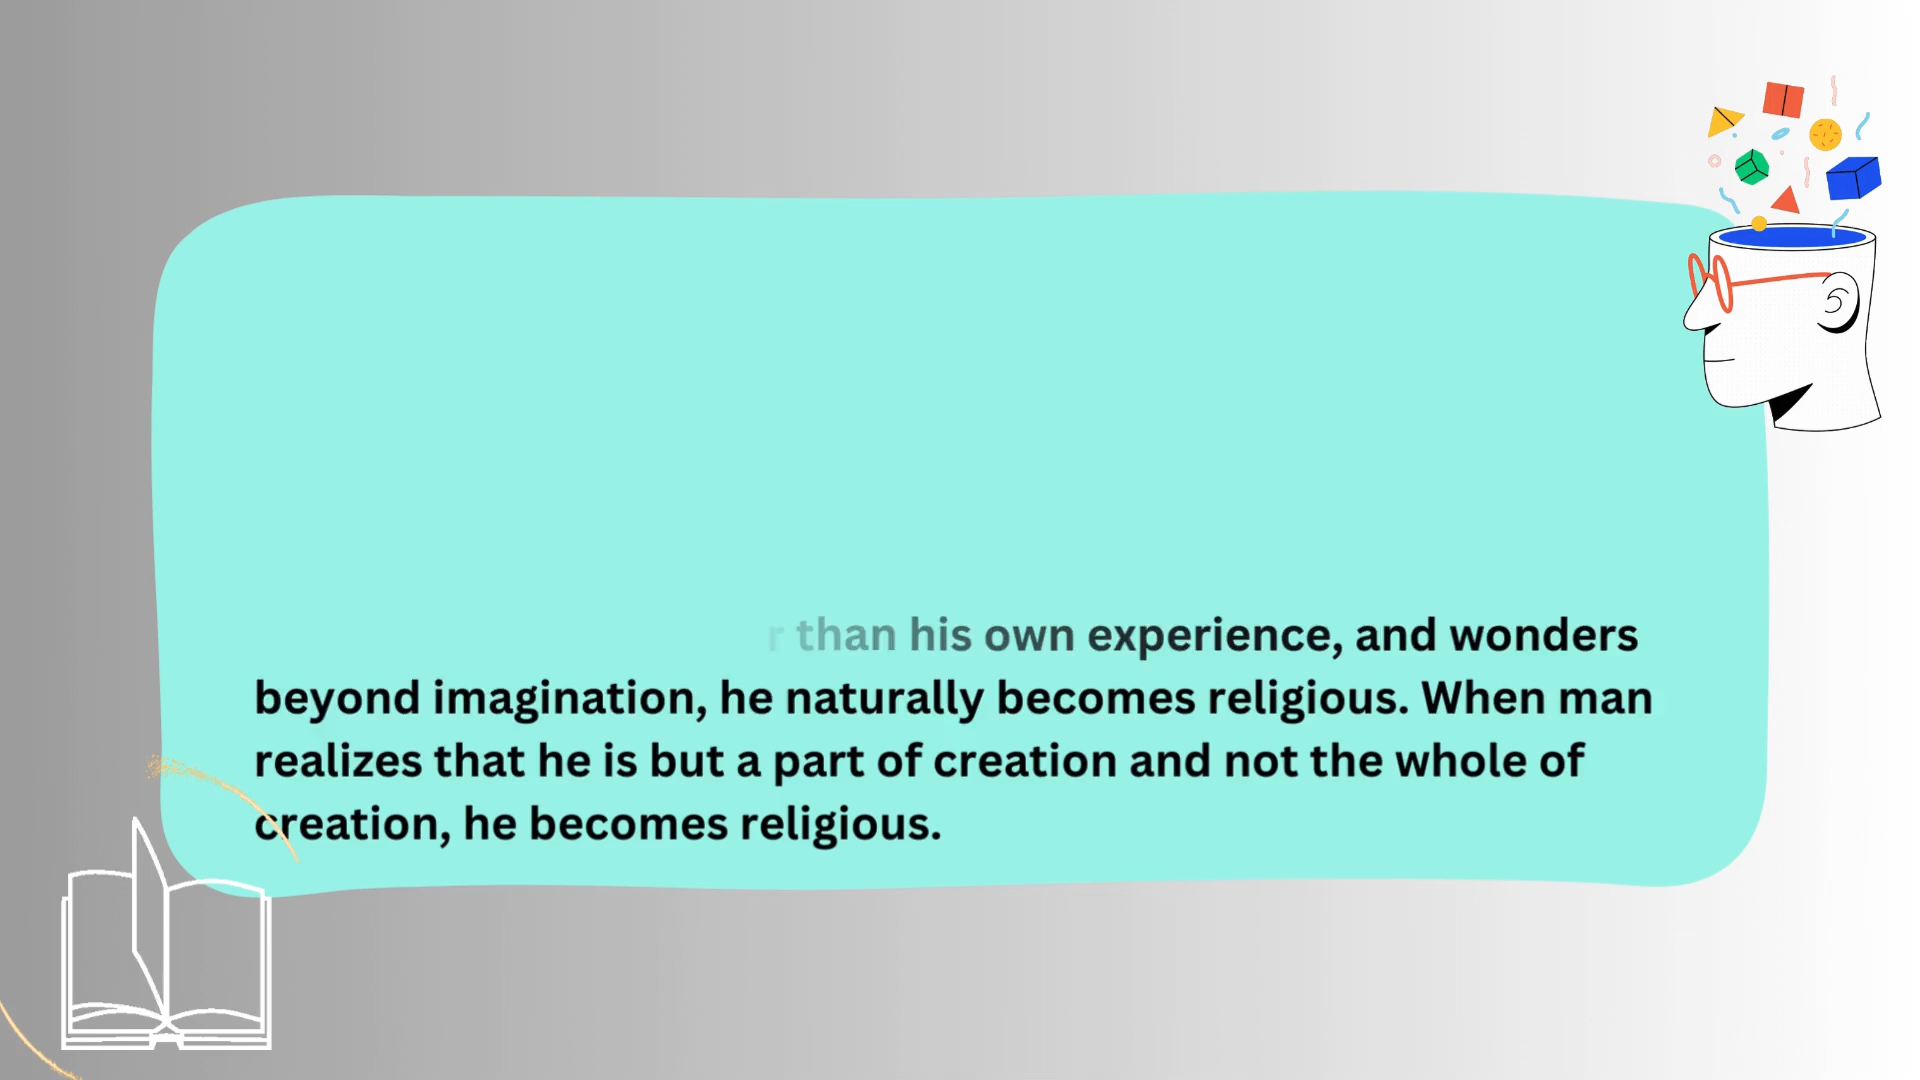 than his own experience, and wonders
beyond imagination, he naturally becomes religious. When man
realizes that he is but a part of creation and not the whole of
creation, he becomes religious.